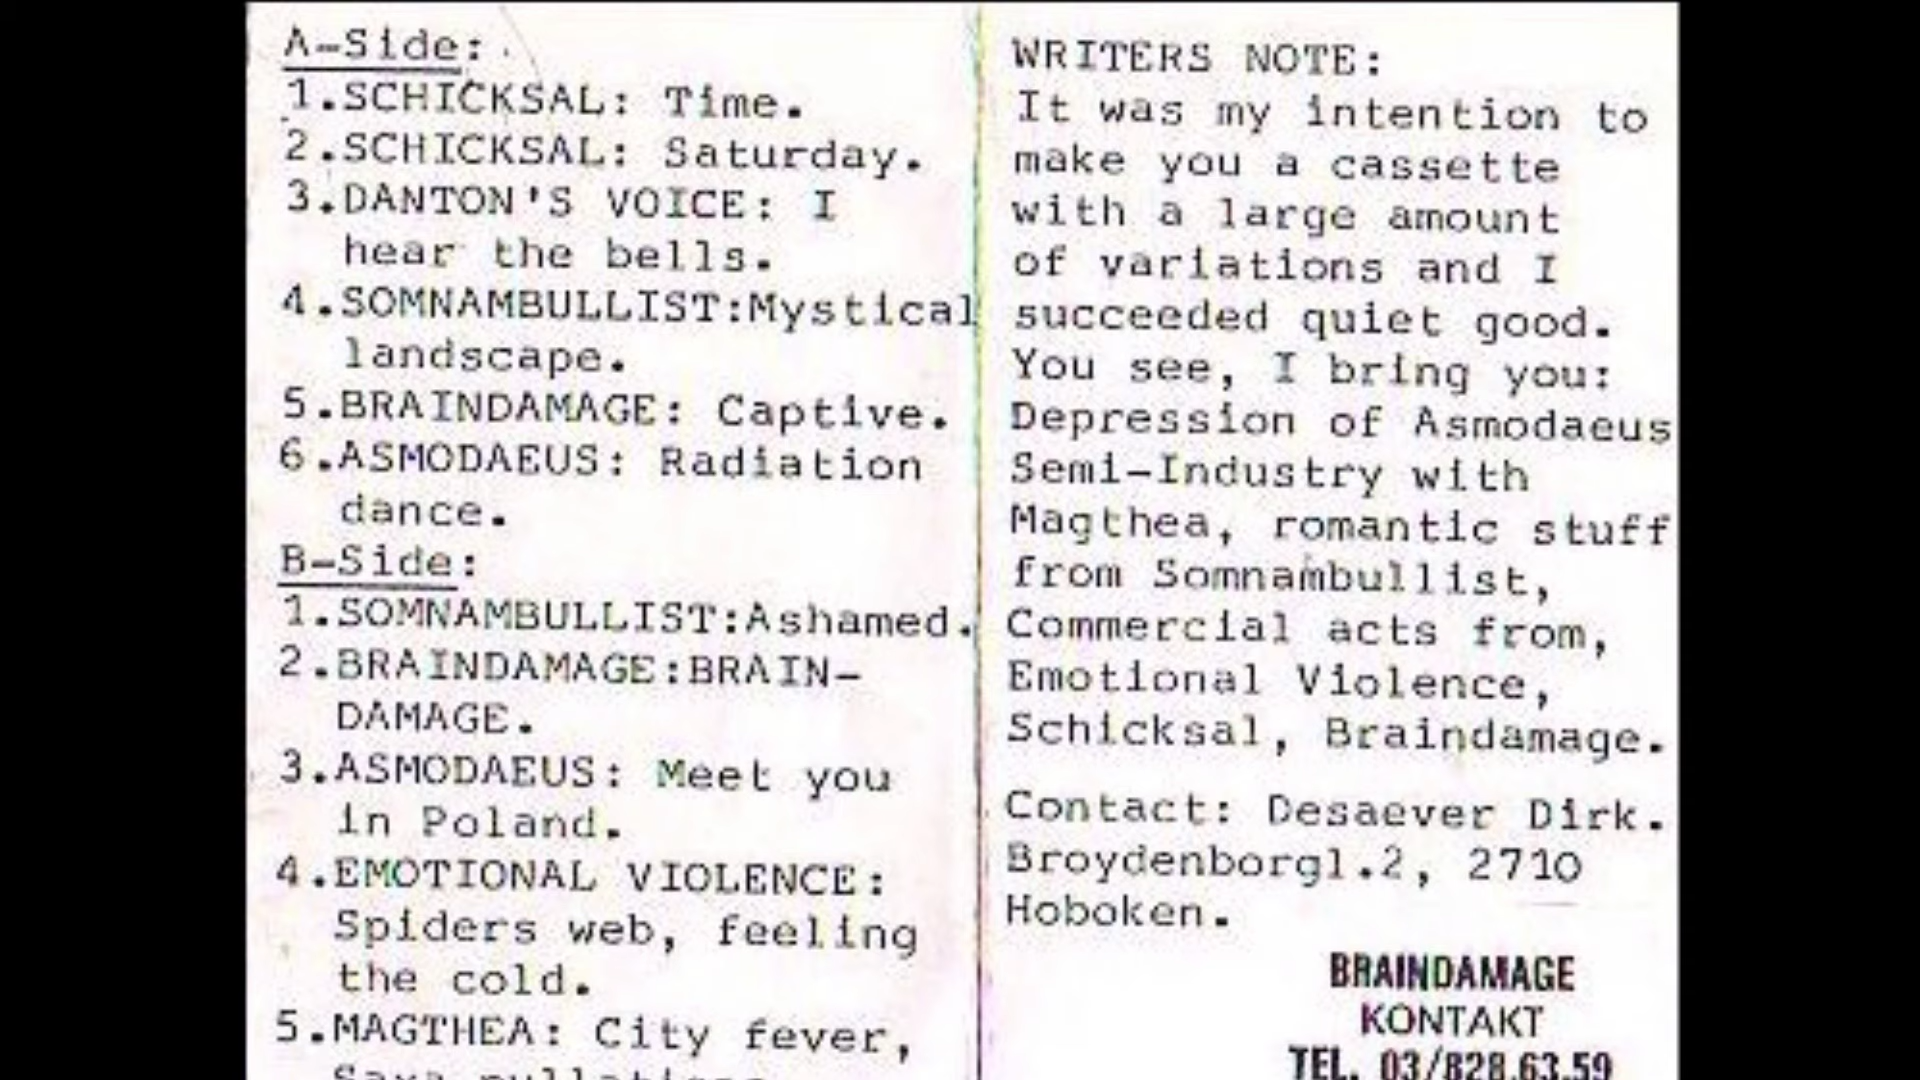 A-Side:
1.SCHICKSAL: Time.
2.SCHICKSAL: Saturday.
3.DANTON'S VOICE: I
hear the bells.
4.SOMNAMBULLIST:Mystical
landscape.
5.BRAINDAMAGE: Captive.
6.ASMODAEUS: Radiation
dance.
B-Side:
1.SOMNAMBULLIST:Ashamed.
2.BRAINDAMAGE:BRAIN-
DAMAGE.
3.ASMODAEUS: Meet you
in Poland.
4.EMOTIONAL VIOLENCE:
Spiders web, feeling
the cold.
5.MAGTHEA: City fever,
WRITERS NOTE:
It was my intention to
make you a cassette
with a large amount
of variations and I
succeeded quiet good.
You see, I bring you:
Depression of Asmodaeus
Semi-Industry with
Magthea, romantic stuff
from Somnambullist,
Commercial acts from,
Emotional Violence,
Schicksal, Braindamage.
Contact: Desaever Dirk.
Broydenborgl.2, 2710
Hoboken.
BRAINDAMAGE
KONTAKT
TEL. 03/828.63.59